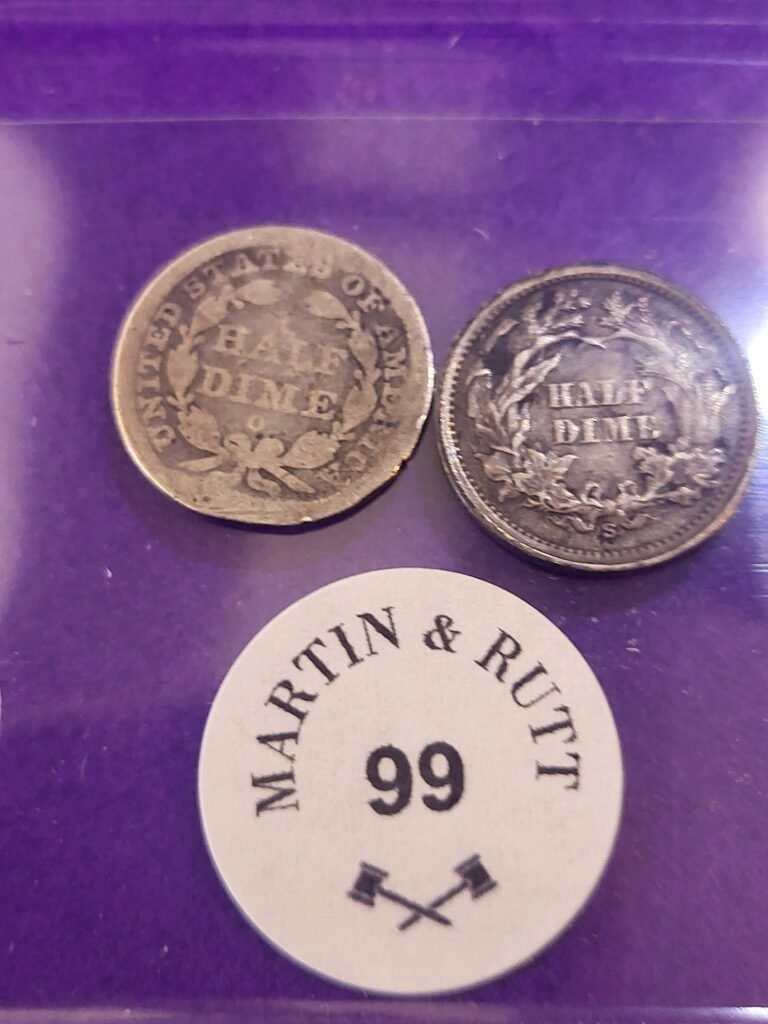 UNITED STATES OF AMERICA
HALF
DIME
O
HALF
DIME
S
MARTIN & RUTT
99